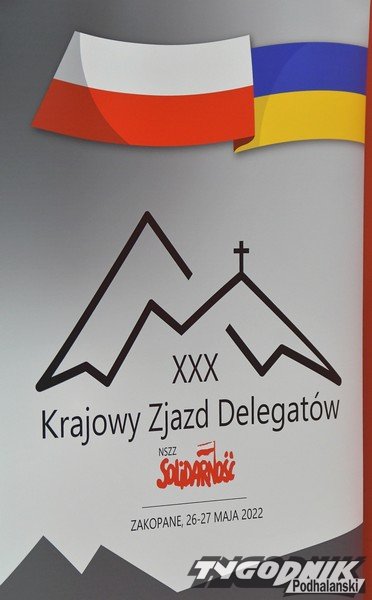 XXX
Krajowy Zjazd Delegatów
NSZZ
SOLIDARNOŚĆ
ZAKOPANE, 26-27 MAJA 2022
TYGODNIK
Podhalański